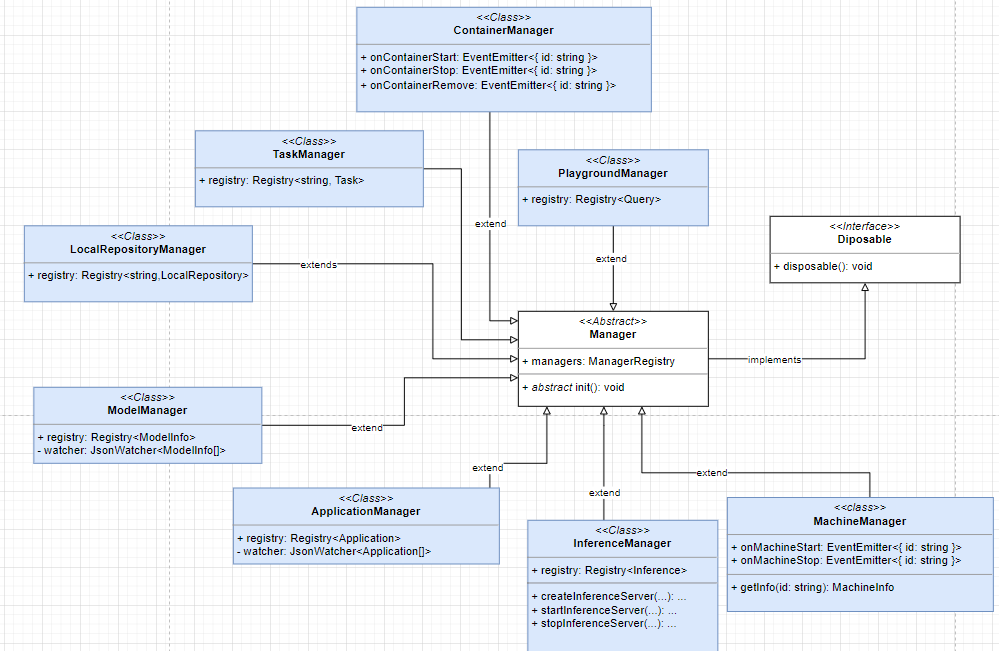 <<Class>>
ContainerManager
+ onContainerStart: EventEmitter<{ id: string }>
+ onContainerStop: EventEmitter<{ id: string }>
+ onContainerRemove: EventEmitter<{ id: string }>
<<Class>>
TaskManager
+ registry: Registry<string, Task>
<<Class>>
PlaygroundManager
+ registry: Registry<Query>
extend
<<Class>>
LocalRepositoryManager
+ registry: Registry<string,LocalRepository>
extends
extend
<<Interface>>
Diposable
+ disposable(): void
<<Abstract>>
Manager
+ managers: ManagerRegistry
+ abstract init(): void
implements
<<Class>>
ModelManager
+ registry: Registry<ModelInfo>
- watcher: JsonWatcher<ModelInfo[]>
extend
extend
<<Class>>
ApplicationManager
+ registry: Registry<Application>
- watcher: JsonWatcher<Application[]>
extend
<<Class>>
InferenceManager
+ registry: Registry<Inference>
+ createInferenceServer(...): ...
+ startInferenceServer(...): ...
+ stopInferenceServer(...): ...
extend
<<class>>
MachineManager
+ onMachineStart: EventEmitter<{ id: string }>
+ onMachineStop: EventEmitter<{ id: string }>
+ getInfo(id: string): MachineInfo